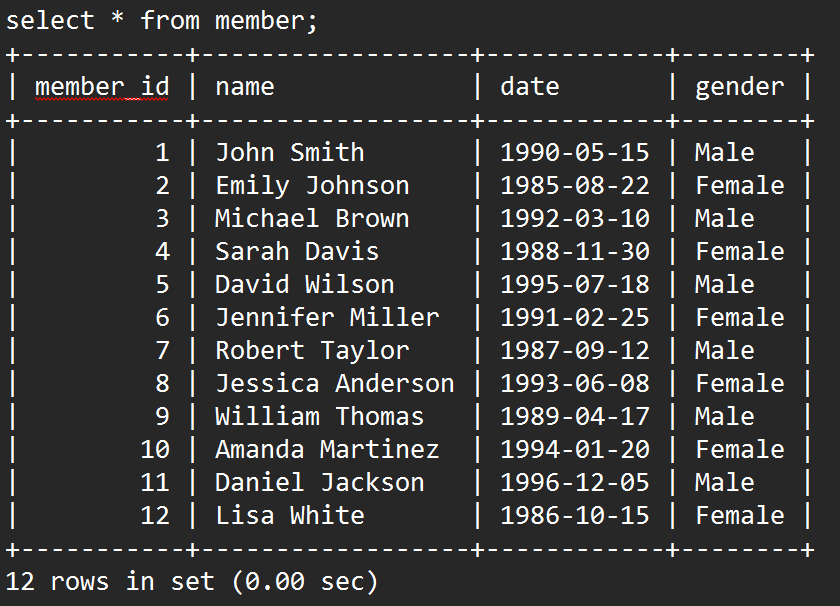 select * from member;
+-----------+------------------+------------+--------+
| member_id | name             | date       | gender |
+-----------+------------------+------------+--------+
|         1 | John Smith       | 1990-05-15 | Male   |
|         2 | Emily Johnson    | 1985-08-22 | Female |
|         3 | Michael Brown    | 1992-03-10 | Male   |
|         4 | Sarah Davis      | 1988-11-30 | Female |
|         5 | David Wilson     | 1995-07-18 | Male   |
|         6 | Jennifer Miller  | 1991-02-25 | Female |
|         7 | Robert Taylor    | 1987-09-12 | Male   |
|         8 | Jessica Anderson | 1993-06-08 | Female |
|         9 | William Thomas   | 1989-04-17 | Male   |
|        10 | Amanda Martinez  | 1994-01-20 | Female |
|        11 | Daniel Jackson   | 1996-12-05 | Male   |
|        12 | Lisa White       | 1986-10-15 | Female |
+-----------+------------------+------------+--------+
12 rows in set (0.00 sec)